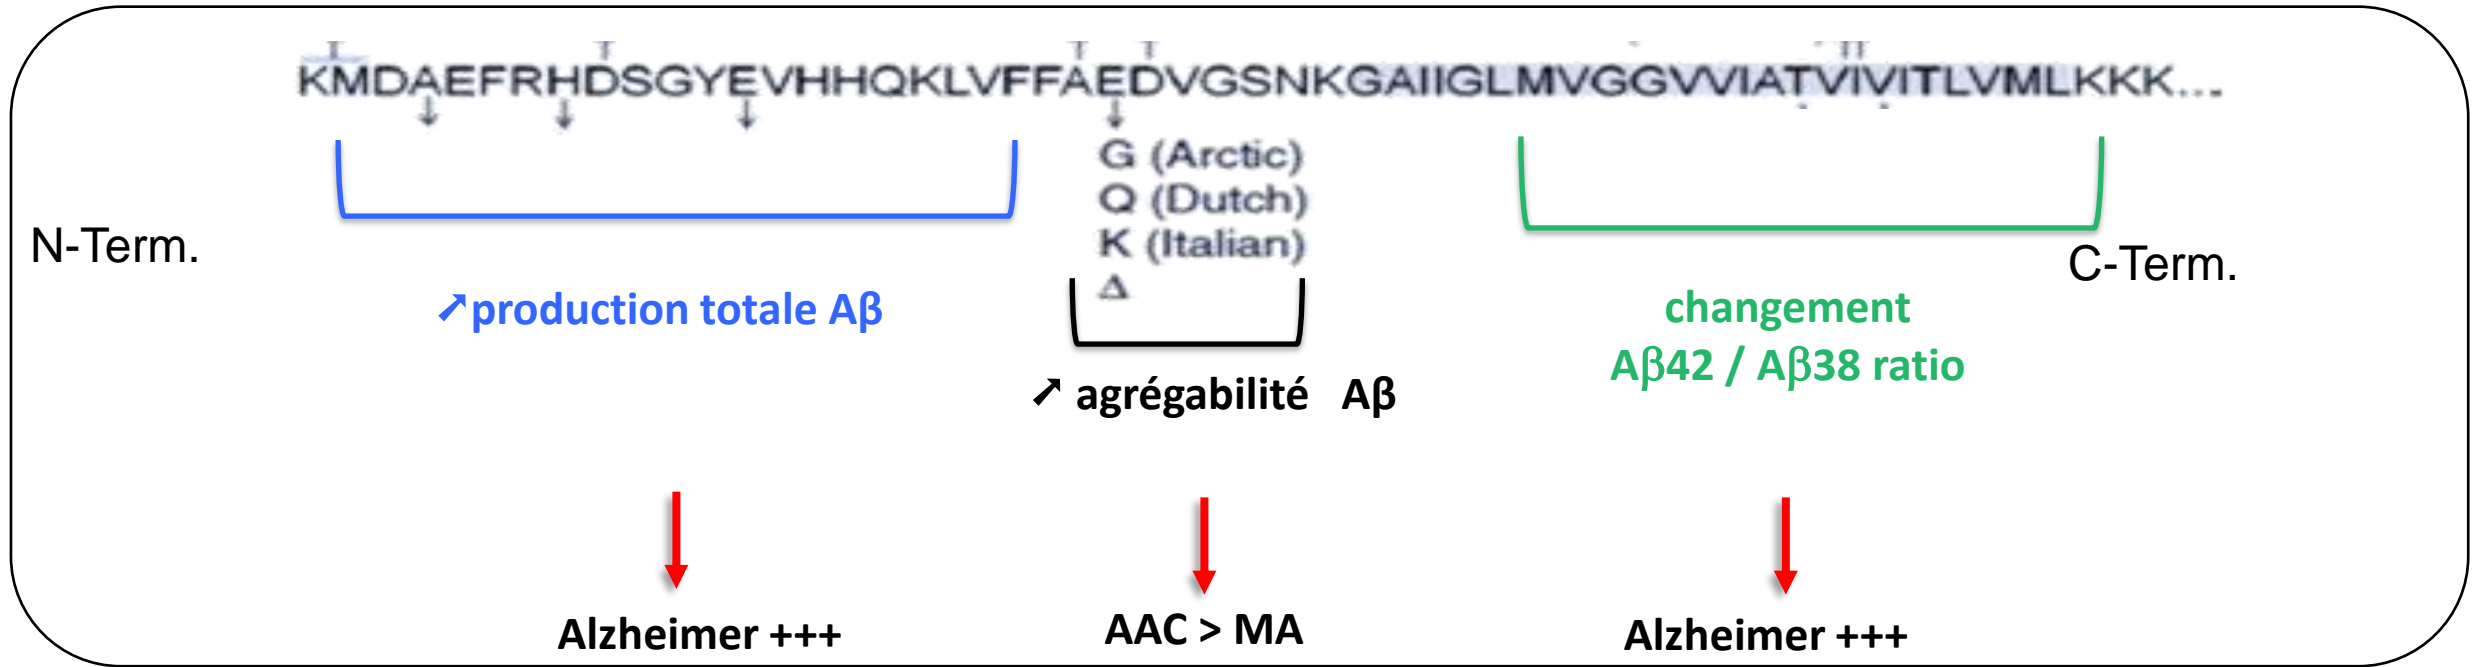 KMDAEFRHDSGYEVHHQKLVFFAEDVGSNKGAIIGLMVGGVVIATVIVITLVMLKKK...
G (Arctic)
Q (Dutch)
K (Italian)
Δ
N-Term.
C-Term.
↗production totale Aβ
↗ agrégabilité Aβ
changement
Aβ42 / Aβ38 ratio
Alzheimer +++
AAC > MA
Alzheimer +++